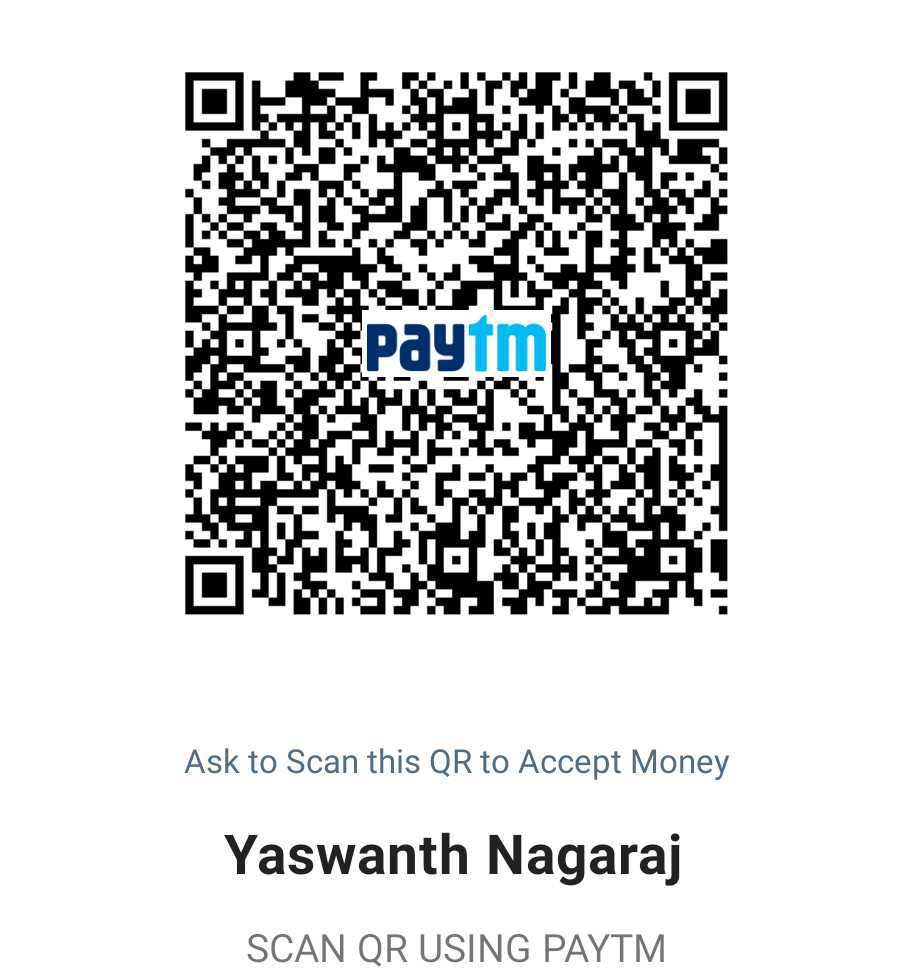 paytm
Ask to Scan this QR to Accept Money
Yaswanth Nagaraj
SCAN QR USING PAYTM